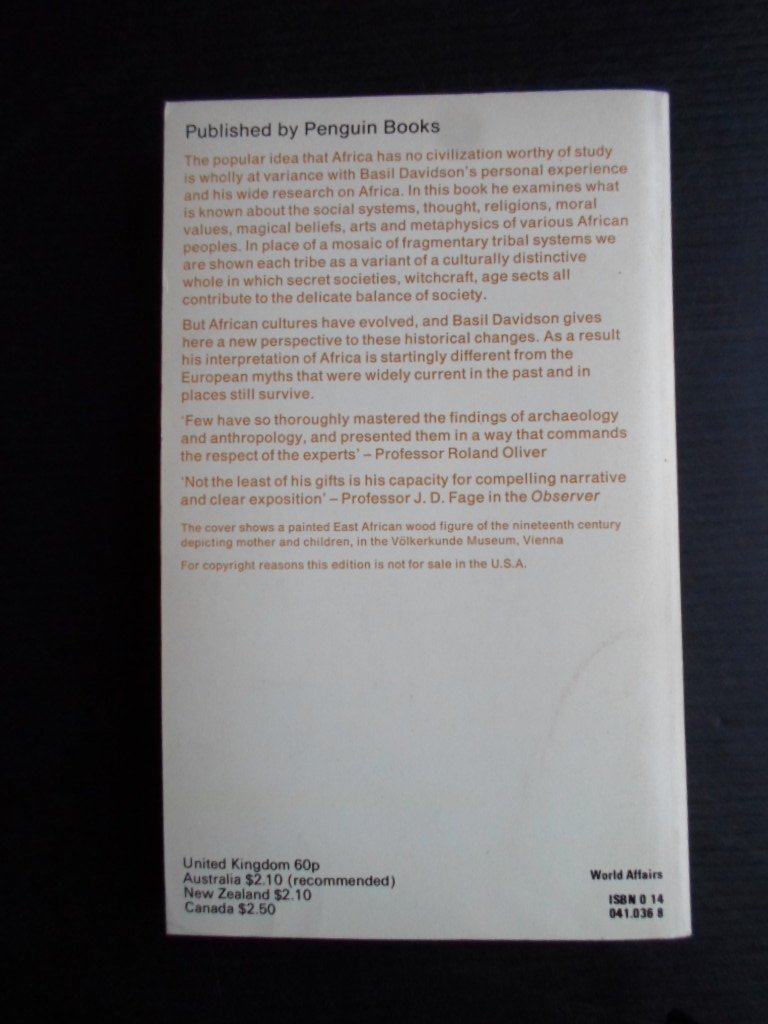 Published by Penguin Books
The popular idea that Africa has no civilization worthy of study
is wholly at variance with Basil Davidson's personal experience
and his wide research on Africa. In this book he examines what
is known about the social systems, thought, religions, moral
values, magical beliefs, arts and metaphysics of various African
peoples. In place of a mosaic of fragmentary tribal systems we
are shown each tribe as a variant of a culturally distinctive
whole in which secret societies, witchcraft, age sects all
contribute to the delicate balance of society.
But African cultures have evolved, and Basil Davidson gives
here a new perspective to these historical changes. As a result
his interpretation of Africa is startingly different from the
European myths that were widely current in the past and in
places still survive.
'Few have so thoroughly mastered the findings of archaeology
and anthropology, and presented them in a way that commands
the respect of the experts' – Professor Roland Oliver
'Not the least of his gifts is his capacity for compelling narrative
and clear exposition' – Professor J. D. Fage in the Observer
The cover shows a painted East African wood figure of the nineteenth century
depicting mother and children, in the Völkerkunde Museum, Vienna
For copyright reasons this edition is not for sale in the U.S.A.
United Kingdom 60p
Australia $2.10 (recommended)
New Zealand $2.10
Canada $2.50
World Affairs
ISBN 0 14
041.036 8